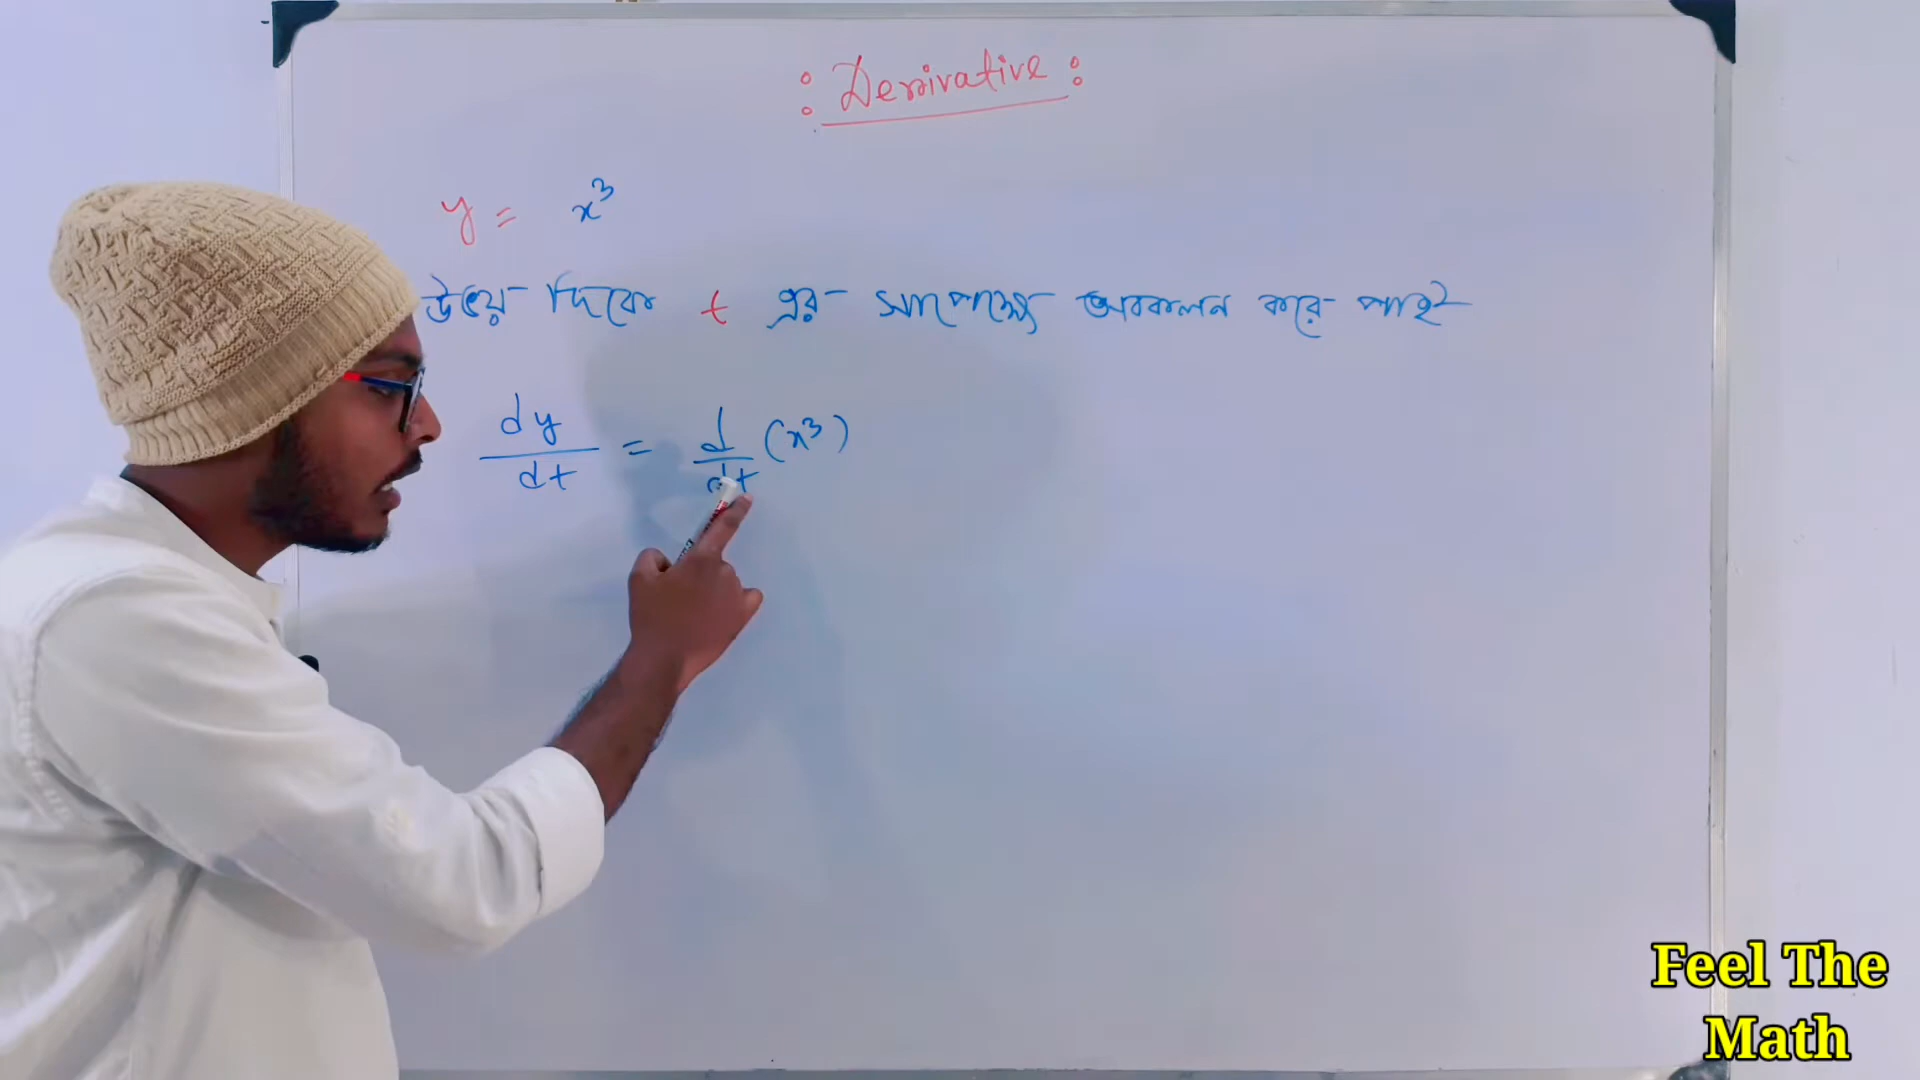 : Derivative :
y = x³
উভয় দিকে t এর সাপেক্ষে অবকলন করে পাই
dy/dt = d/dt (x³)
Feel The
Math